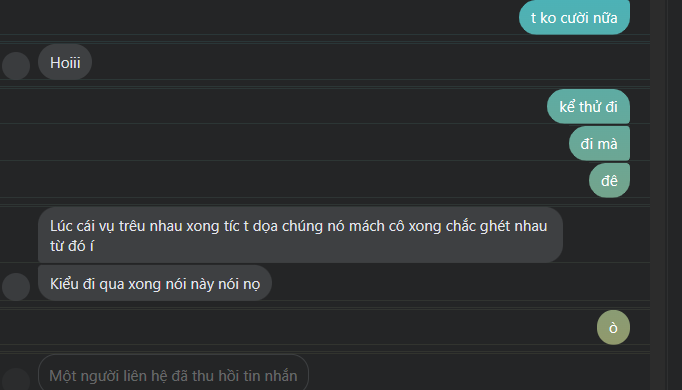 t ko cười nữa
Hoiii
kể thử đi
đi mà
đê
Lúc cái vụ trêu nhau xong tíc t dọa chúng nó mách cô xong chắc ghét nhau
từ đó í
Kiểu đi qua xong nói này nói nọ
ò
Một người liên hệ đã thu hồi tin nhắn